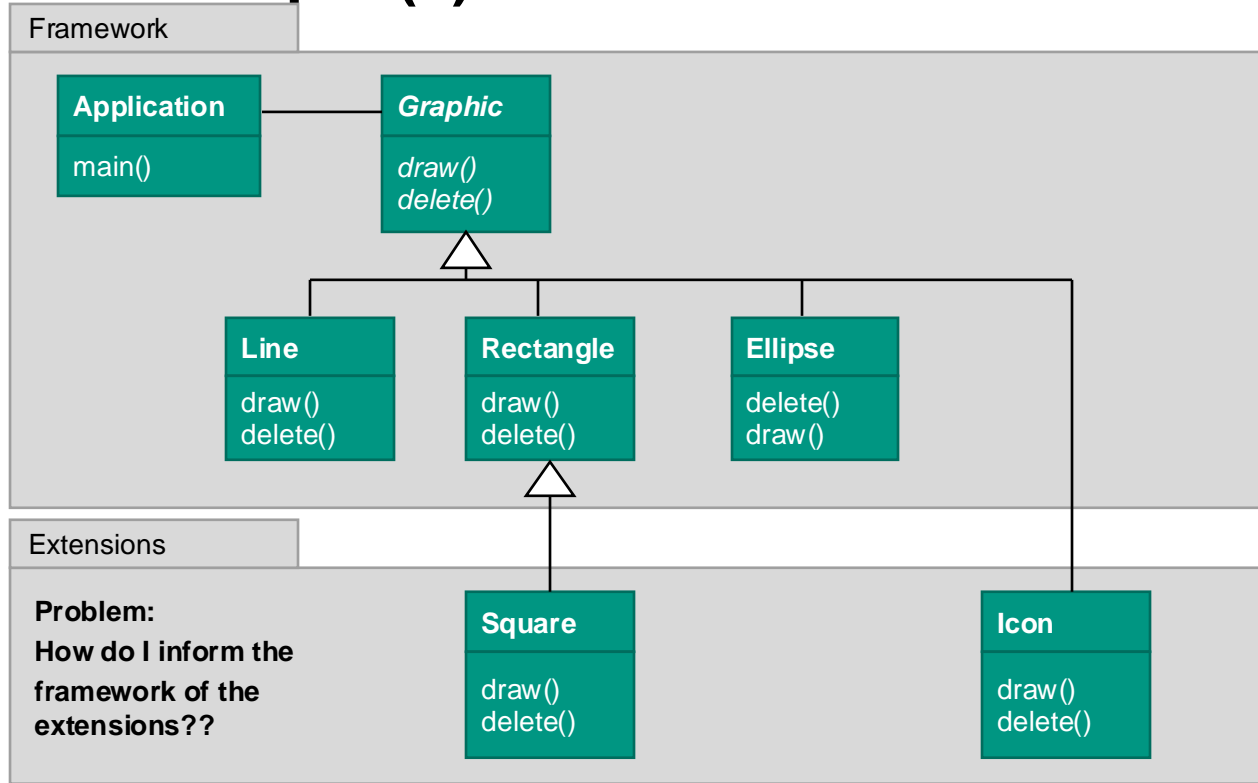 Framework
Application
main()
Graphic
draw()
delete()
Line
draw()
delete()
Rectangle
draw()
delete()
Ellipse
delete()
draw()
Extensions
Problem:
How do I inform the
framework of the
extensions??
Square
draw()
delete()
Icon
draw()
delete()